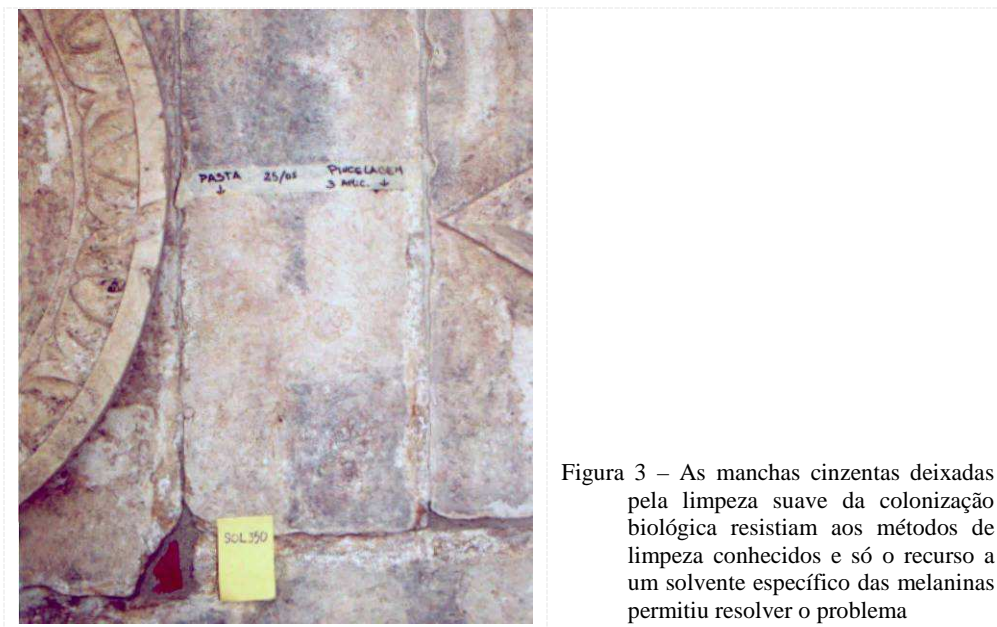 PASTA 25/05 PINCELAGEM
3 APLIC.
SOL 350
Figura 3 – As manchas cinzentas deixadas
pela limpeza suave da colonização
biológica resistiam aos métodos de
limpeza conhecidos e só o recurso a
um solvente específico das melaninas
permitiu resolver o problema